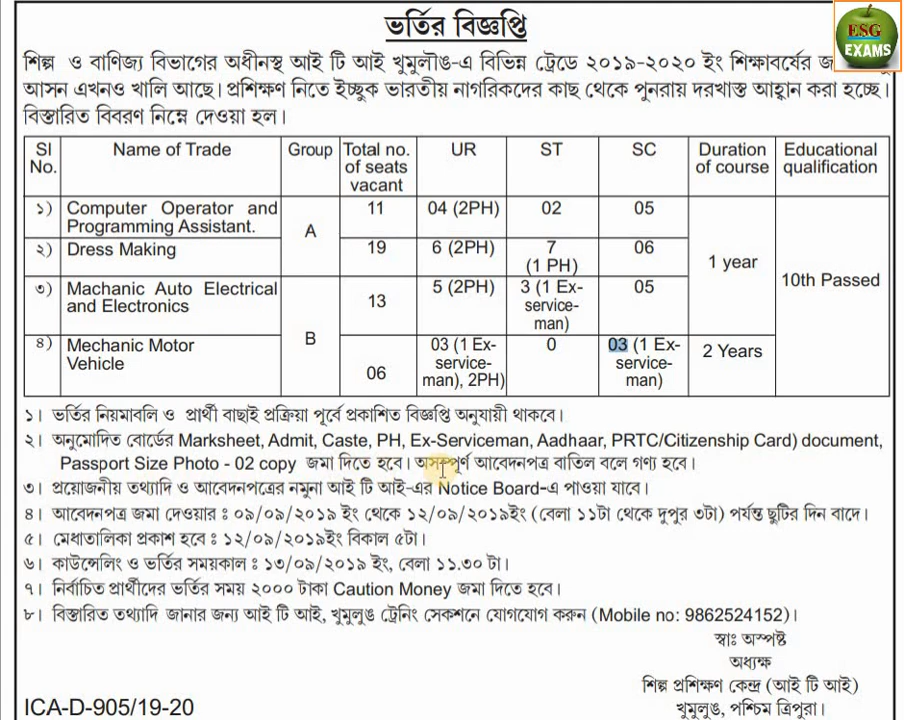 ভর্তির বিজ্ঞপ্তি
ESG
EXAMS
শিল্প ও বাণিজ্য বিভাগের অধীনস্থ আই টি আই খুমুলীঙ-এ বিভিন্ন ট্রেডে ২০১৯-২০২০ ইং শিক্ষাবর্ষের
আসন এখনও খালি আছে। প্রশিক্ষণ নিতে ইচ্ছুক ভারতীয় নাগরিকদের কাছ থেকে পুনরায় দরখাস্ত আহ্বান করা হচ্ছে।
বিস্তারিত বিবরণ নিম্নে দেওয়া হল।
Sl No. Name of Trade Group Total no. of seats vacant UR ST SC Duration of course Educational qualification
১) Computer Operator and Programming Assistant. A 11 04 (2PH) 02 05 1 year 10th Passed
২) Dress Making 19 6 (2PH) 7 (1 PH) 06
৩) Machanic Auto Electrical and Electronics B 13 5 (2PH) 3 (1 Ex-service-man) 05
৪) Mechanic Motor Vehicle 06 03 (1 Ex-service-man), 2PH) 0 03 (1 Ex-service-man) 2 Years
১। ভর্তির নিয়মাবলি ও প্রার্থী বাছাই প্রক্রিয়া পূর্বে প্রকাশিত বিজ্ঞপ্তি অনুযায়ী থাকবে।
২। অনুমোদিত বোর্ডের Marksheet, Admit, Caste, PH, Ex-Serviceman, Aadhaar, PRTC/Citizenship Card) document,
Passport Size Photo - 02 copy জমা দিতে হবে। অসম্পূর্ণ আবেদনপত্র বাতিল বলে গণ্য হবে।
৩। প্রয়োজনীয় তথ্যাদি ও আবেদনপত্রের নমুনা আই টি আই-এর Notice Board-এ পাওয়া যাবে।
৪। আবেদনপত্র জমা দেওয়ার ঃ ০৯/০৯/২০১৯ ইং থেকে ১২/০৯/২০১৯ইং (বেলা ১১টা থেকে দুপুর ৩টা) পর্যন্ত ছুটির দিন বাদে।
৫। মেধাতালিকা প্রকাশ হবে ঃ ১২/০৯/২০১৯ইং বিকাল ৫টা।
৬। কাউন্সেলিং ও ভর্তির সময়কাল ঃ ১৩/০৯/২০১৯ ইং, বেলা ১১.৩০ টা।
৭। নির্বাচিত প্রার্থীদের ভর্তির সময় ২০০০ টাকা Caution Money জমা দিতে হবে।
৮। বিস্তারিত তথ্যাদি জানার জন্য আই টি আই, খুমুলুঙ ট্রেনিং সেকশনে যোগাযোগ করুন (Mobile no: 9862524152)।
স্বাঃ অস্পষ্ট
অধ্যক্ষ
শিল্প প্রশিক্ষণ কেন্দ্র (আই টি আই)
ICA-D-905/19-20 খুমুলুঙ, পশ্চিম ত্রিপুরা।